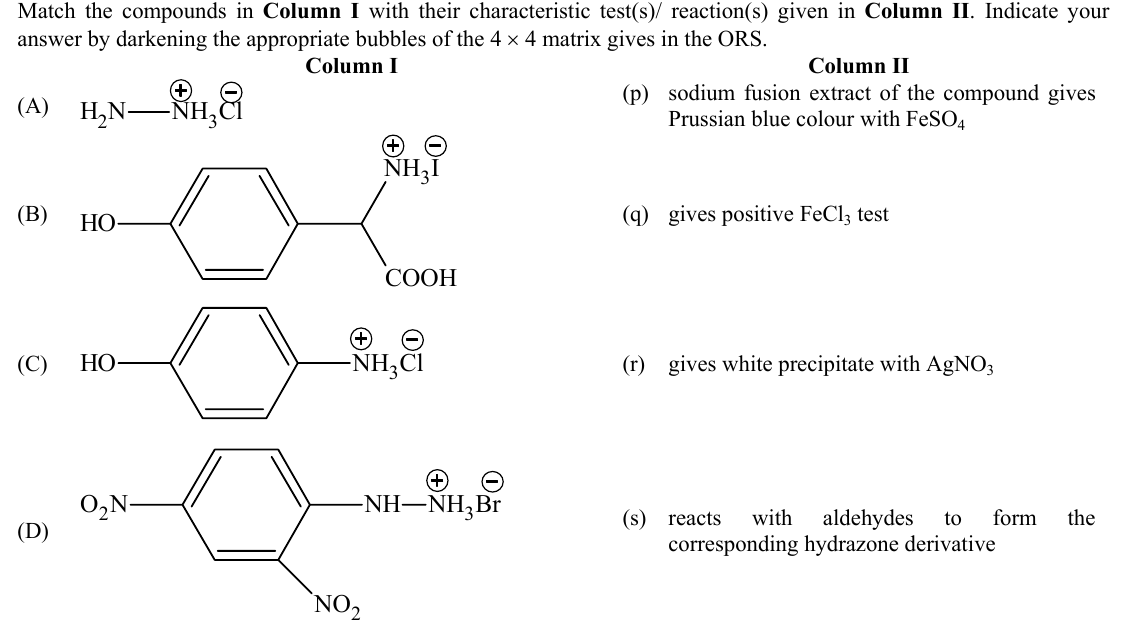 Match the compounds in Column I with their characteristic test(s)/ reaction(s) given in Column II. Indicate your
answer by darkening the appropriate bubbles of the 4 × 4 matrix gives in the ORS.
Column I Column II
(A) H₂N—NH₃Cl ⊕ ⊖
(p) sodium fusion extract of the compound gives
Prussian blue colour with FeSO₄
(B) HO NH₃I ⊕ ⊖ COOH
(q) gives positive FeCl₃ test
(C) HO NH₃Cl ⊕ ⊖
(r) gives white precipitate with AgNO₃
(D) O₂N NH—NH₃Br ⊕ ⊖ NO₂
(s) reacts with aldehydes to form the
corresponding hydrazone derivative